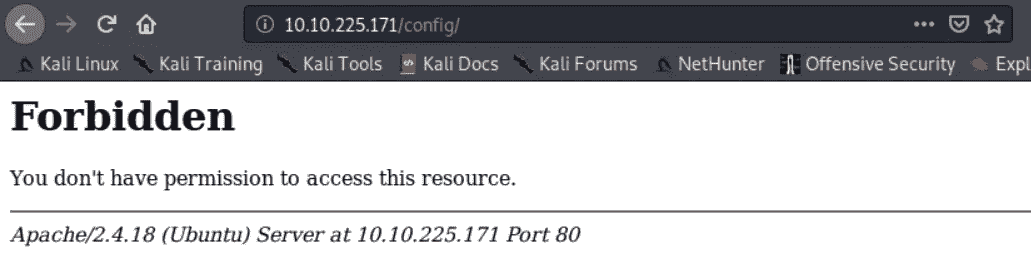 10.10.225.171/config/
Kali Linux Kali Training Kali Tools Kali Docs Kali Forums NetHunter Offensive Security Expl
Forbidden
You don't have permission to access this resource.
Apache/2.4.18 (Ubuntu) Server at 10.10.225.171 Port 80